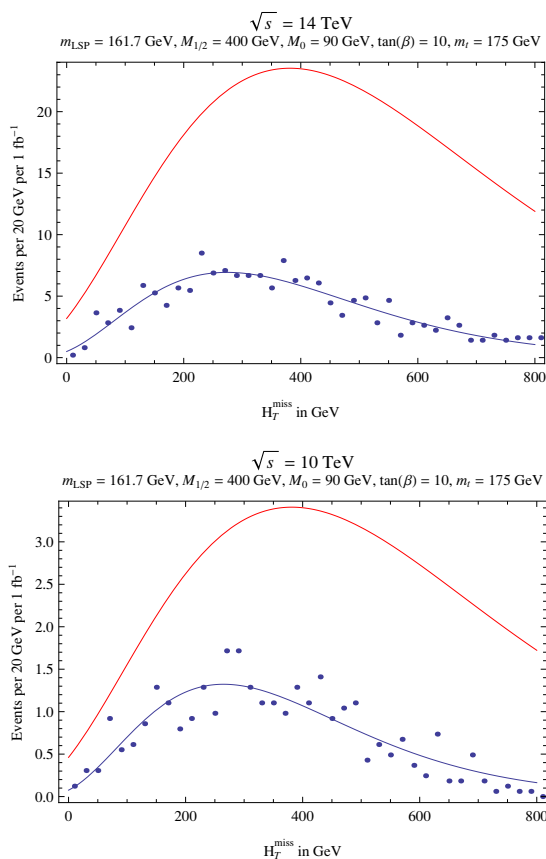 √s = 14 TeV
m_LSP = 161.7 GeV, M_1/2 = 400 GeV, M_0 = 90 GeV, tan(β) = 10, m_t = 175 GeV
Events per 20 GeV per 1 fb⁻¹
20
15
10
5
0
0 200 400 600 800
H_T^miss in GeV
√s = 10 TeV
m_LSP = 161.7 GeV, M_1/2 = 400 GeV, M_0 = 90 GeV, tan(β) = 10, m_t = 175 GeV
Events per 20 GeV per 1 fb⁻¹
3.0
2.5
2.0
1.5
1.0
0.5
0.0
0 200 400 600 800
H_T^miss in GeV